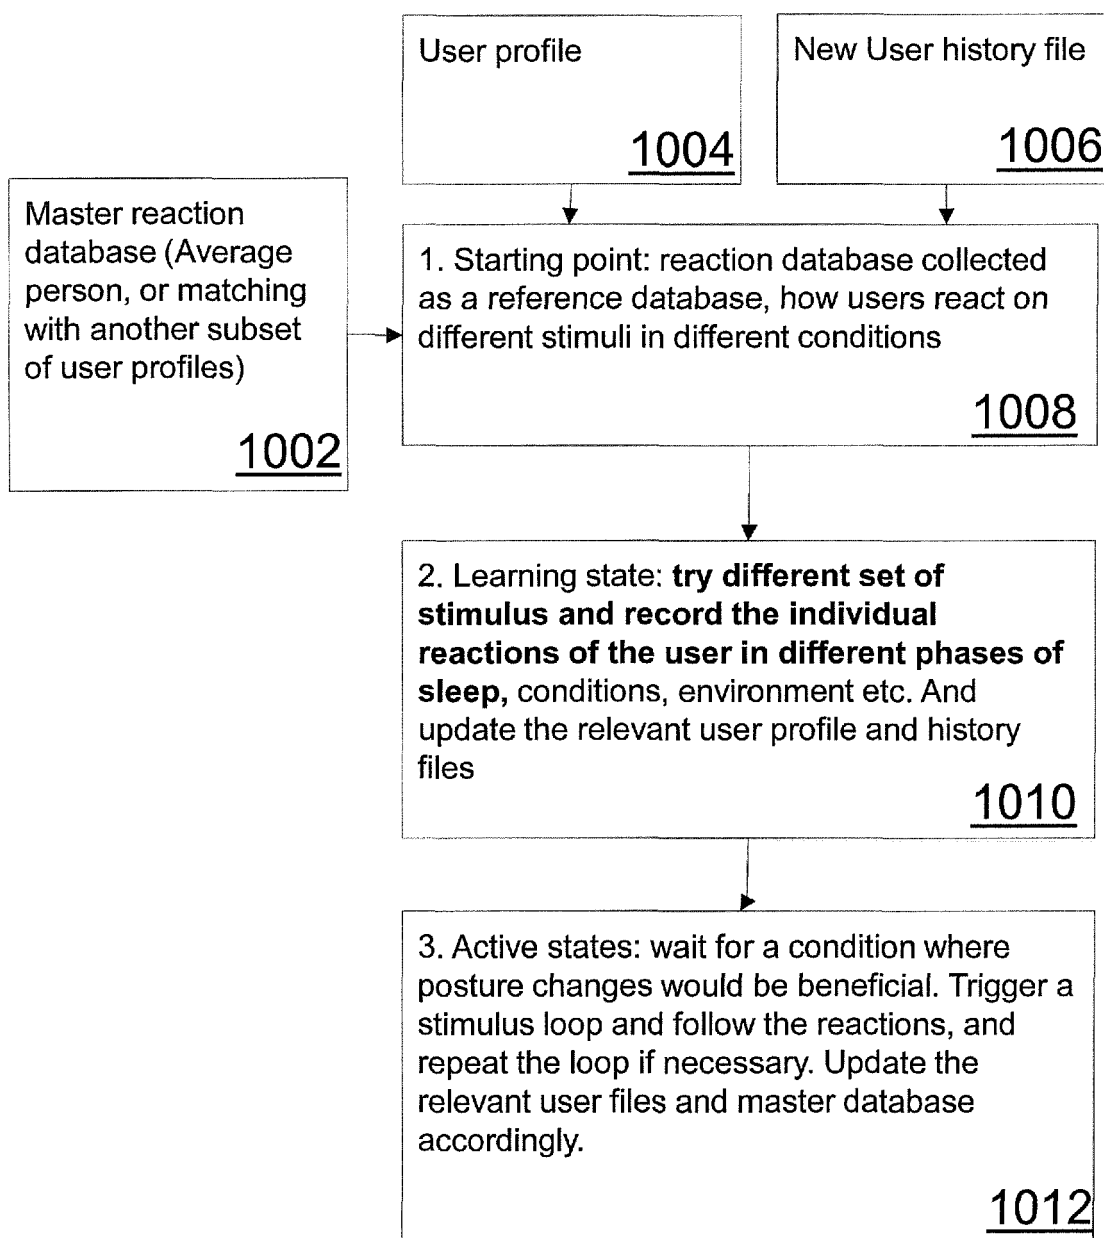 User profile
1004
New User history file
1006
Master reaction
database (Average
person, or matching
with another subset
of user profiles)
1002
1. Starting point: reaction database collected
as a reference database, how users react on
different stimuli in different conditions
1008
2. Learning state: try different set of
stimulus and record the individual
reactions of the user in different phases of
sleep, conditions, environment etc. And
update the relevant user profile and history
files
1010
3. Active states: wait for a condition where
posture changes would be beneficial. Trigger a
stimulus loop and follow the reactions, and
repeat the loop if necessary. Update the
relevant user files and master database
accordingly.
1012